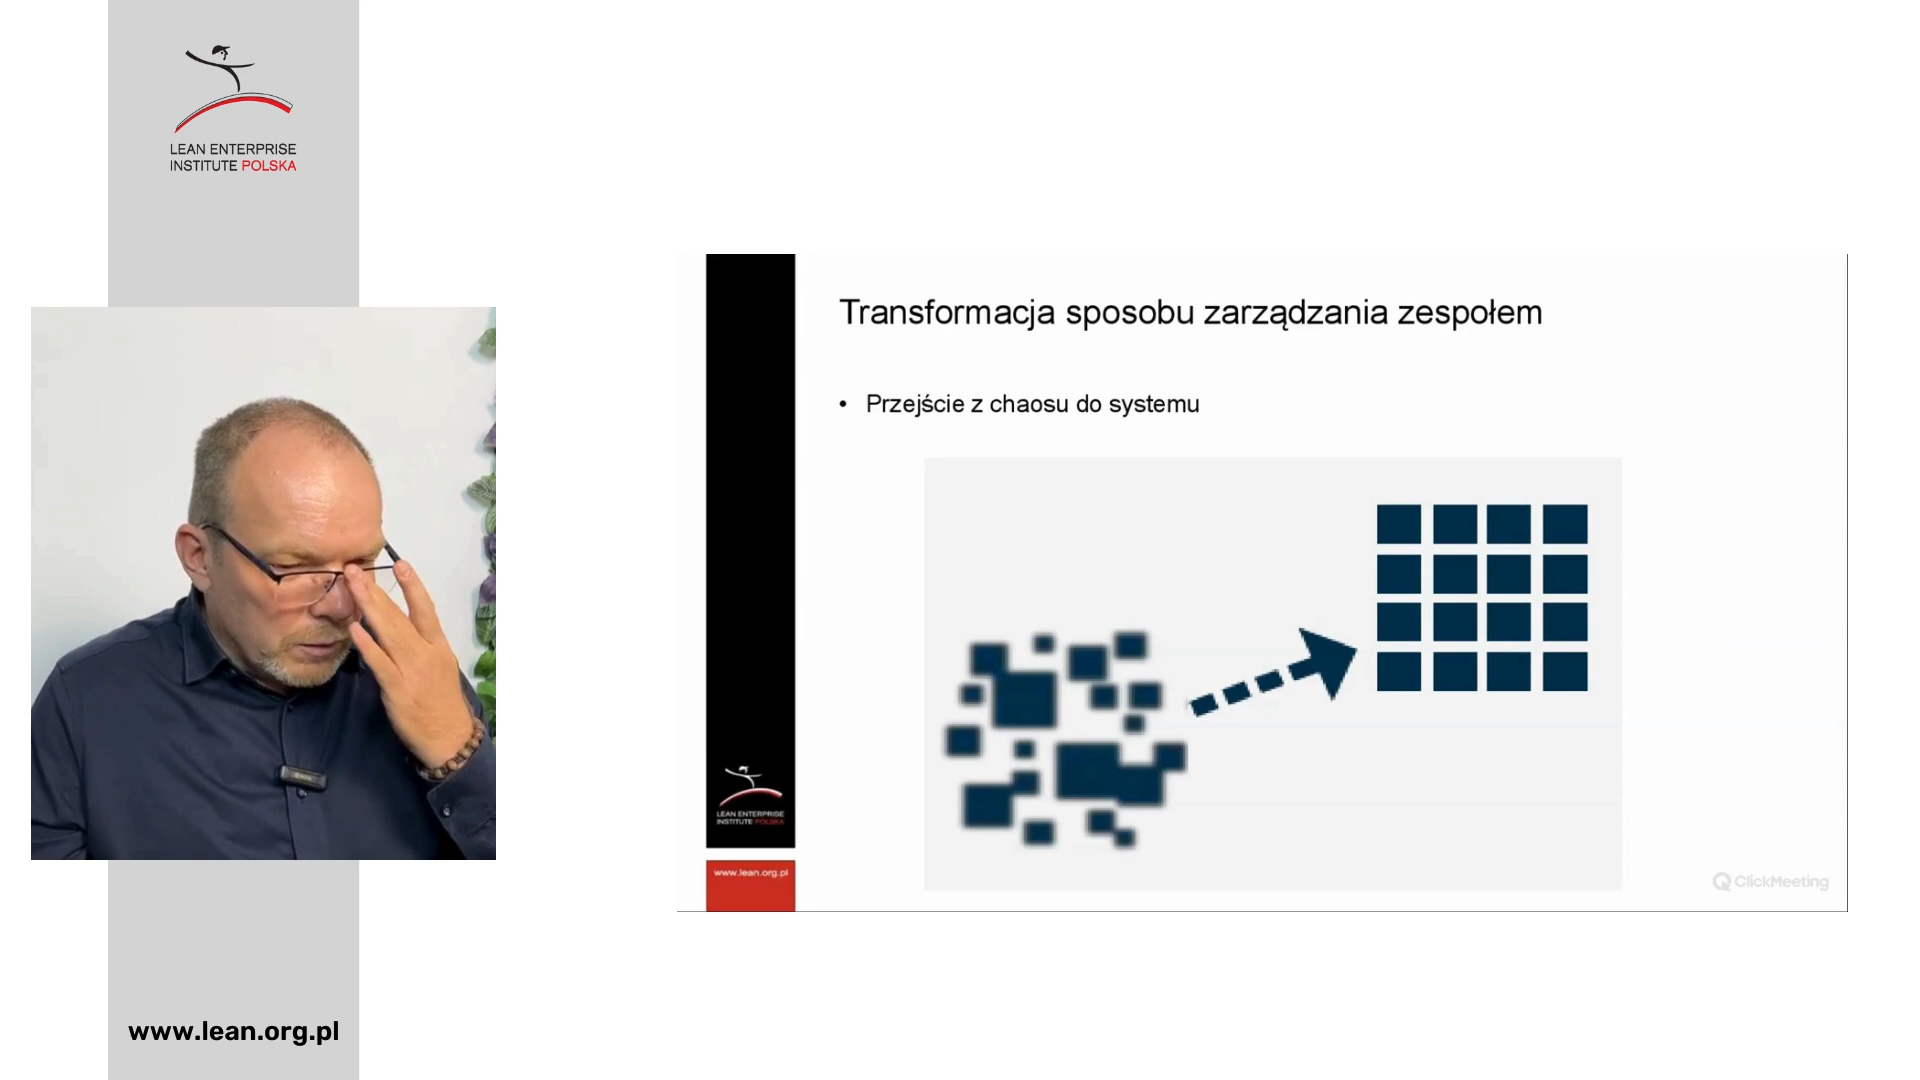 LEAN ENTERPRISE
INSTITUTE POLSKA
Transformacja sposobu zarządzania zespołem
• Przejście z chaosu do systemu
LEAN ENTERPRISE
INSTITUTE POLSKA
www.lean.org.pl
ClickMeeting
www.lean.org.pl